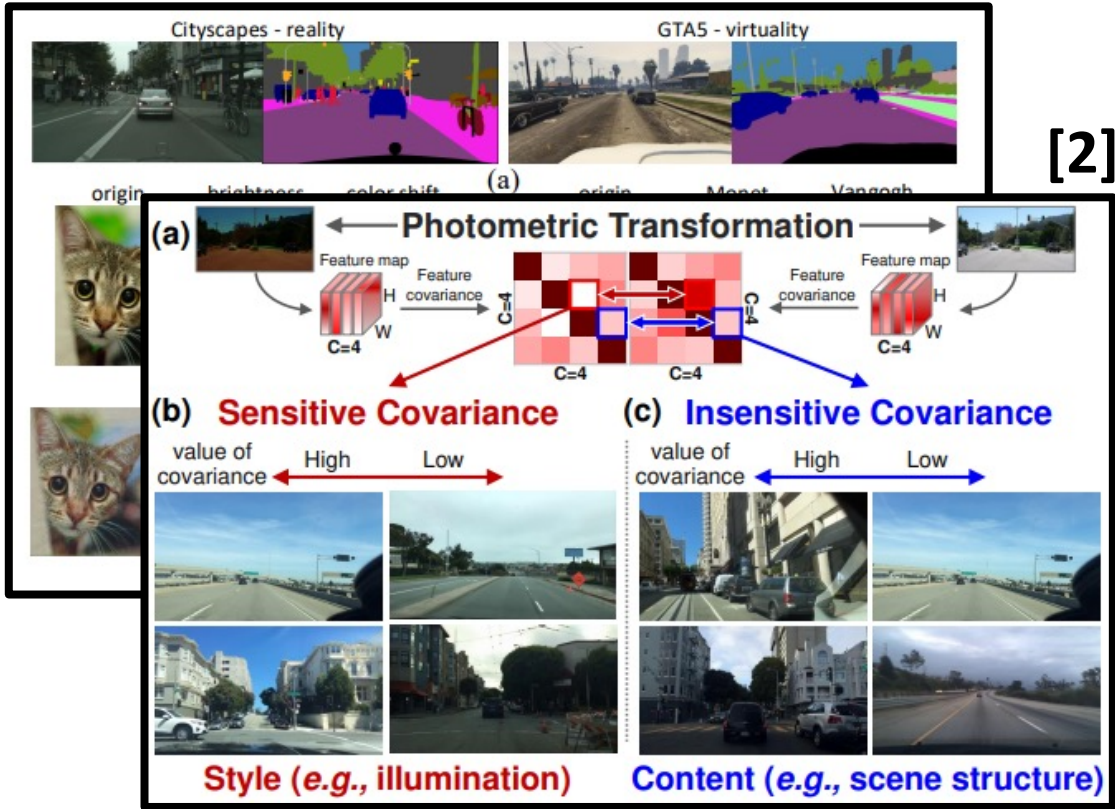 Cityscapes - reality
GTA5 - virtuality
[2]
(a)
origin brightness color shift origin Monet Vangogh
(a)
Photometric Transformation
Feature map
Feature covariance
H
W
C=4
C=4
C=4
C=4
C=4
Feature covariance
Feature map
H
W
C=4
(b) Sensitive Covariance
value of covariance
High
Low
(c) Insensitive Covariance
value of covariance
High
Low
Style (e.g., illumination)
Content (e.g., scene structure)